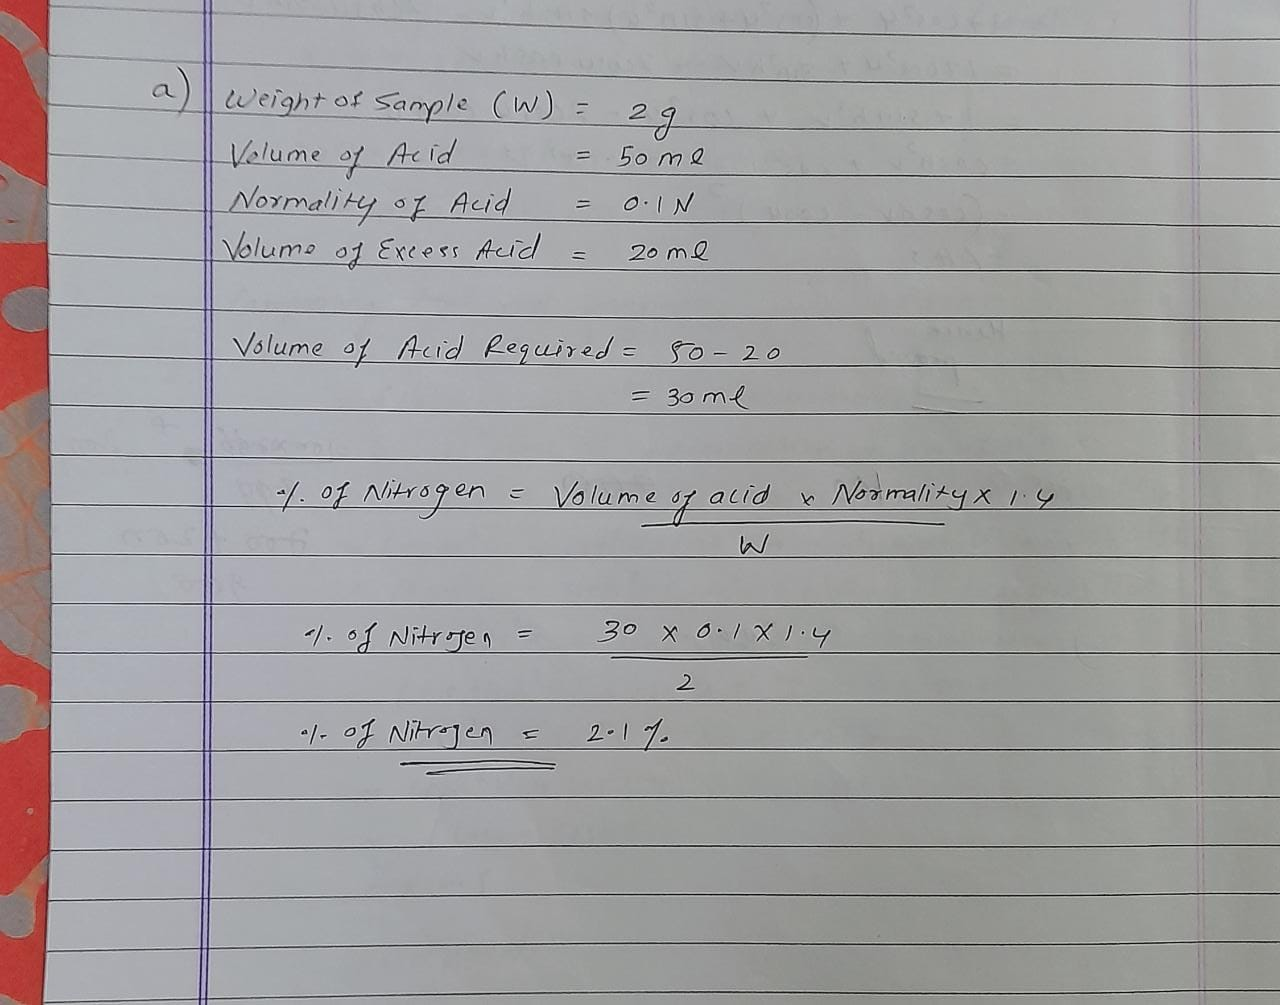 a) Weight of Sample (W) = 2 g
Volume of Acid = 50 ml
Normality of Acid = 0.1 N
Volume of Excess Acid = 20 ml
Volume of Acid Required = 50 - 20
= 30 ml
% of Nitrogen = Volume of acid x Normality x 1.4
W
% of Nitrogen = 30 x 0.1 x 1.4
2
% of Nitrogen = 2.1 %